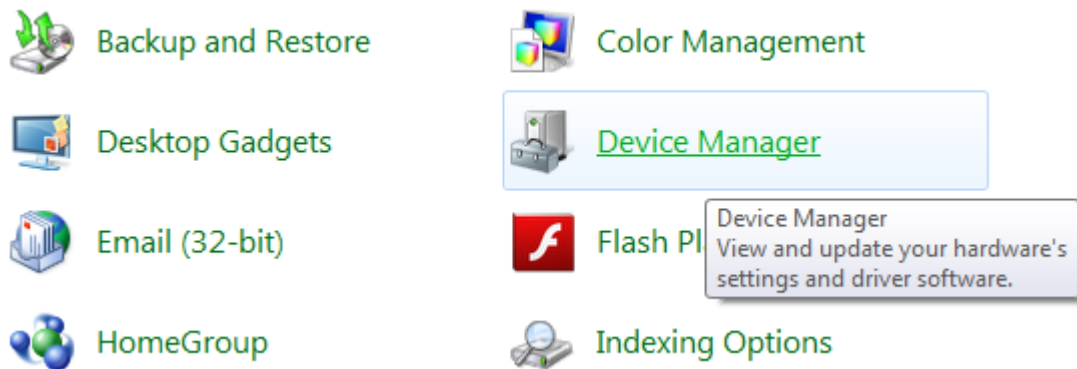 Backup and Restore
Color Management
Desktop Gadgets
Device Manager
Email (32-bit)
Flash Pl
Device Manager
View and update your hardware's
settings and driver software.
HomeGroup
Indexing Options